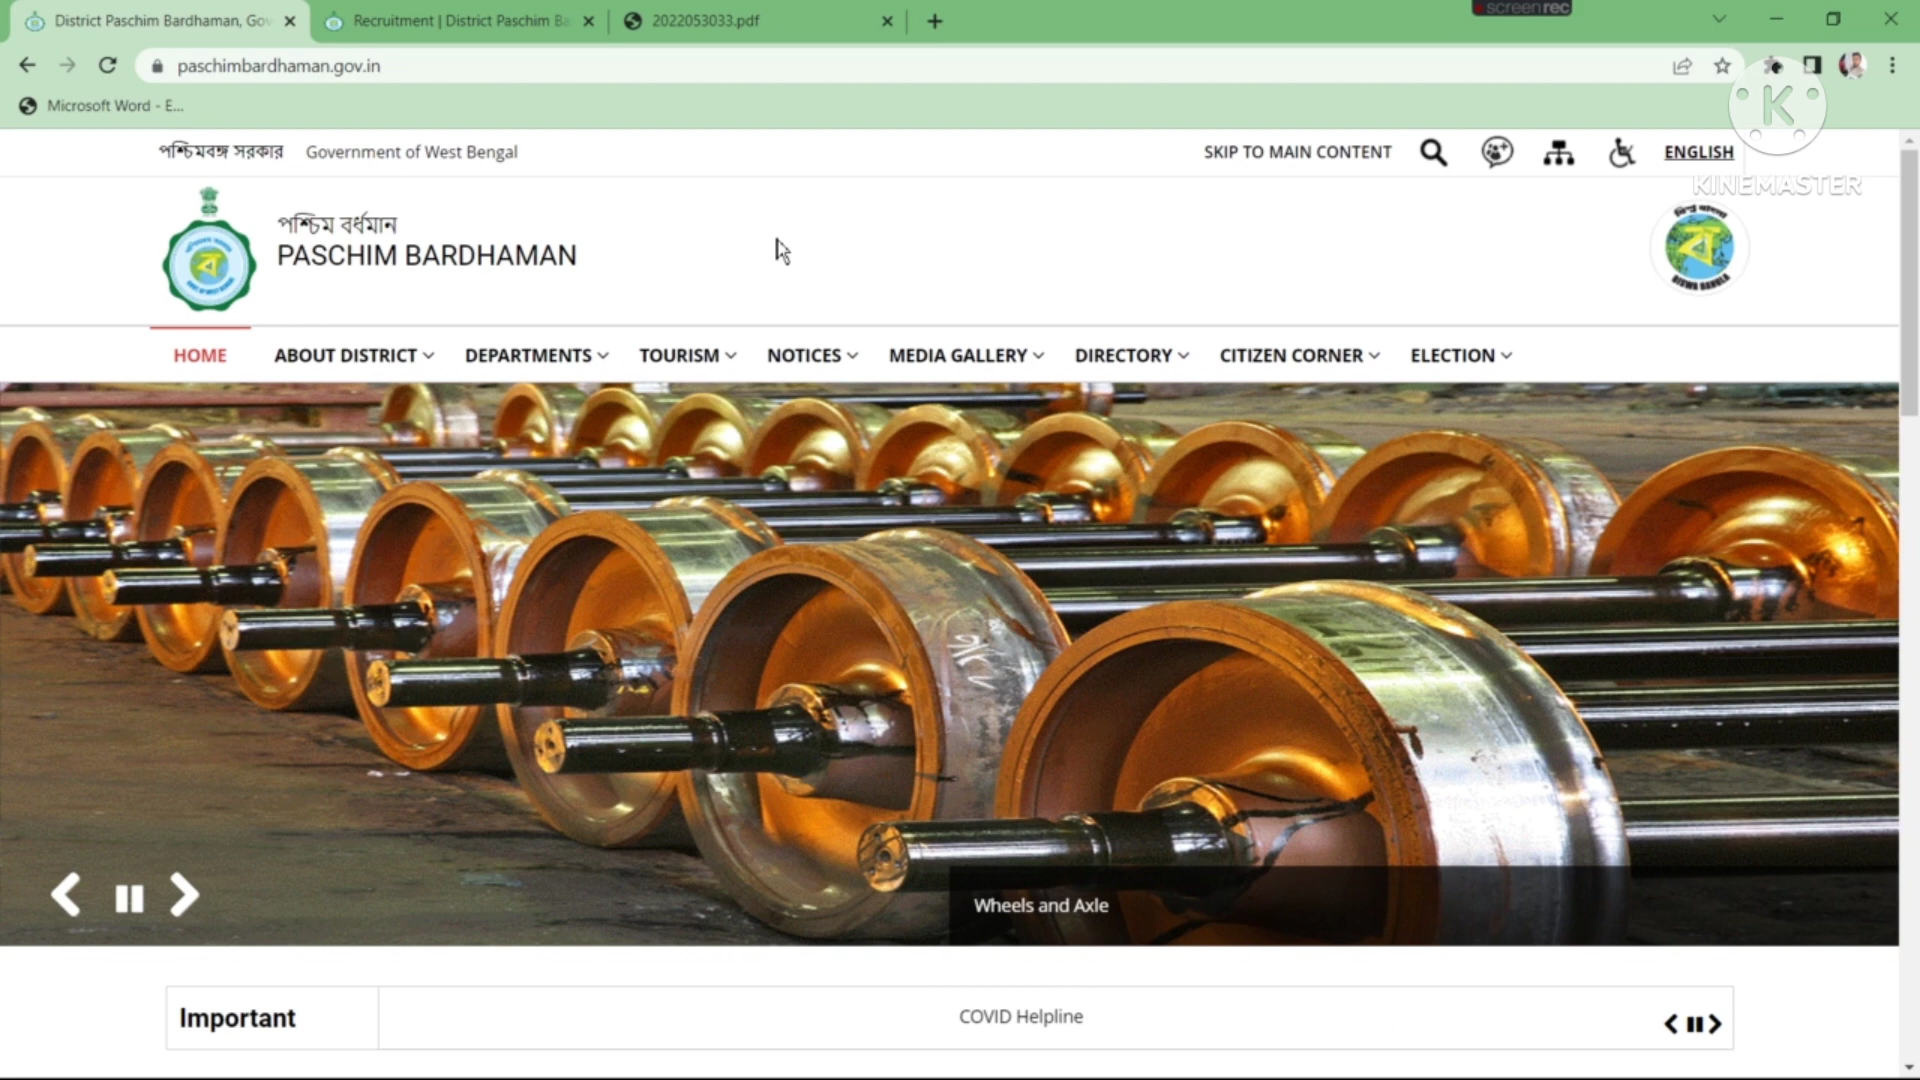 screenrec
District Paschim Bardhaman, Gov
Recruitment | District Paschim Ba
2022053033.pdf
paschimbardhaman.gov.in
Microsoft Word - E...
পশ্চিমবঙ্গ সরকার
Government of West Bengal
SKIP TO MAIN CONTENT
ENGLISH
K
KINEMASTER
পশ্চিম বর্ধমান
PASCHIM BARDHAMAN
বিশ্ব বাংলা
ব
BISWA BANGLA
HOME
ABOUT DISTRICT
DEPARTMENTS
TOURISM
NOTICES
MEDIA GALLERY
DIRECTORY
CITIZEN CORNER
ELECTION
Wheels and Axle
Important
COVID Helpline